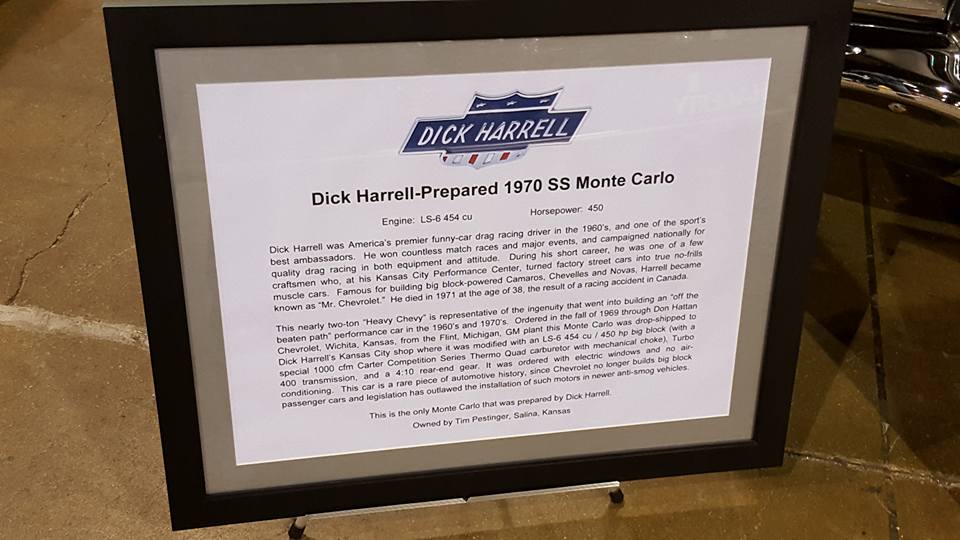 DICK HARRELL
Dick Harrell-Prepared 1970 SS Monte Carlo
Engine: LS-6 454 cu Horsepower: 450
Dick Harrell was America's premier funny-car drag racing driver in the 1960's, and one of the sport's
best ambassadors. He won countless match races and major events, and campaigned nationally for
quality drag racing in both equipment and attitude. During his short career, he was one of a few
craftsmen who, at his Kansas City Performance Center, turned factory street cars into true no-frills
muscle cars. Famous for building big block-powered Camaros, Chevelles and Novas, Harrell became
known as "Mr. Chevrolet." He died in 1971 at the age of 38, the result of a racing accident in Canada.
This nearly two-ton "Heavy Chevy" is representative of the ingenuity that went into building an "off the
beaten path" performance car in the 1960's and 1970's. Ordered in the fall of 1969 through Don Hattan
Chevrolet, Wichita, Kansas, from the Flint, Michigan, GM plant this Monte Carlo was drop-shipped to
Dick Harrell's Kansas City shop where it was modified with an LS-6 454 cu / 450 hp big block (with a
special 1000 cfm Carter Competition Series Thermo Quad carburetor with mechanical choke), Turbo
400 transmission, and a 4:10 rear-end gear. It was ordered with electric windows and no air-
conditioning. This car is a rare piece of automotive history, since Chevrolet no longer builds big block
passenger cars and legislation has outlawed the installation of such motors in newer anti-smog vehicles.
This is the only Monte Carlo that was prepared by Dick Harrell.
Owned by Tim Pestinger, Salina, Kansas